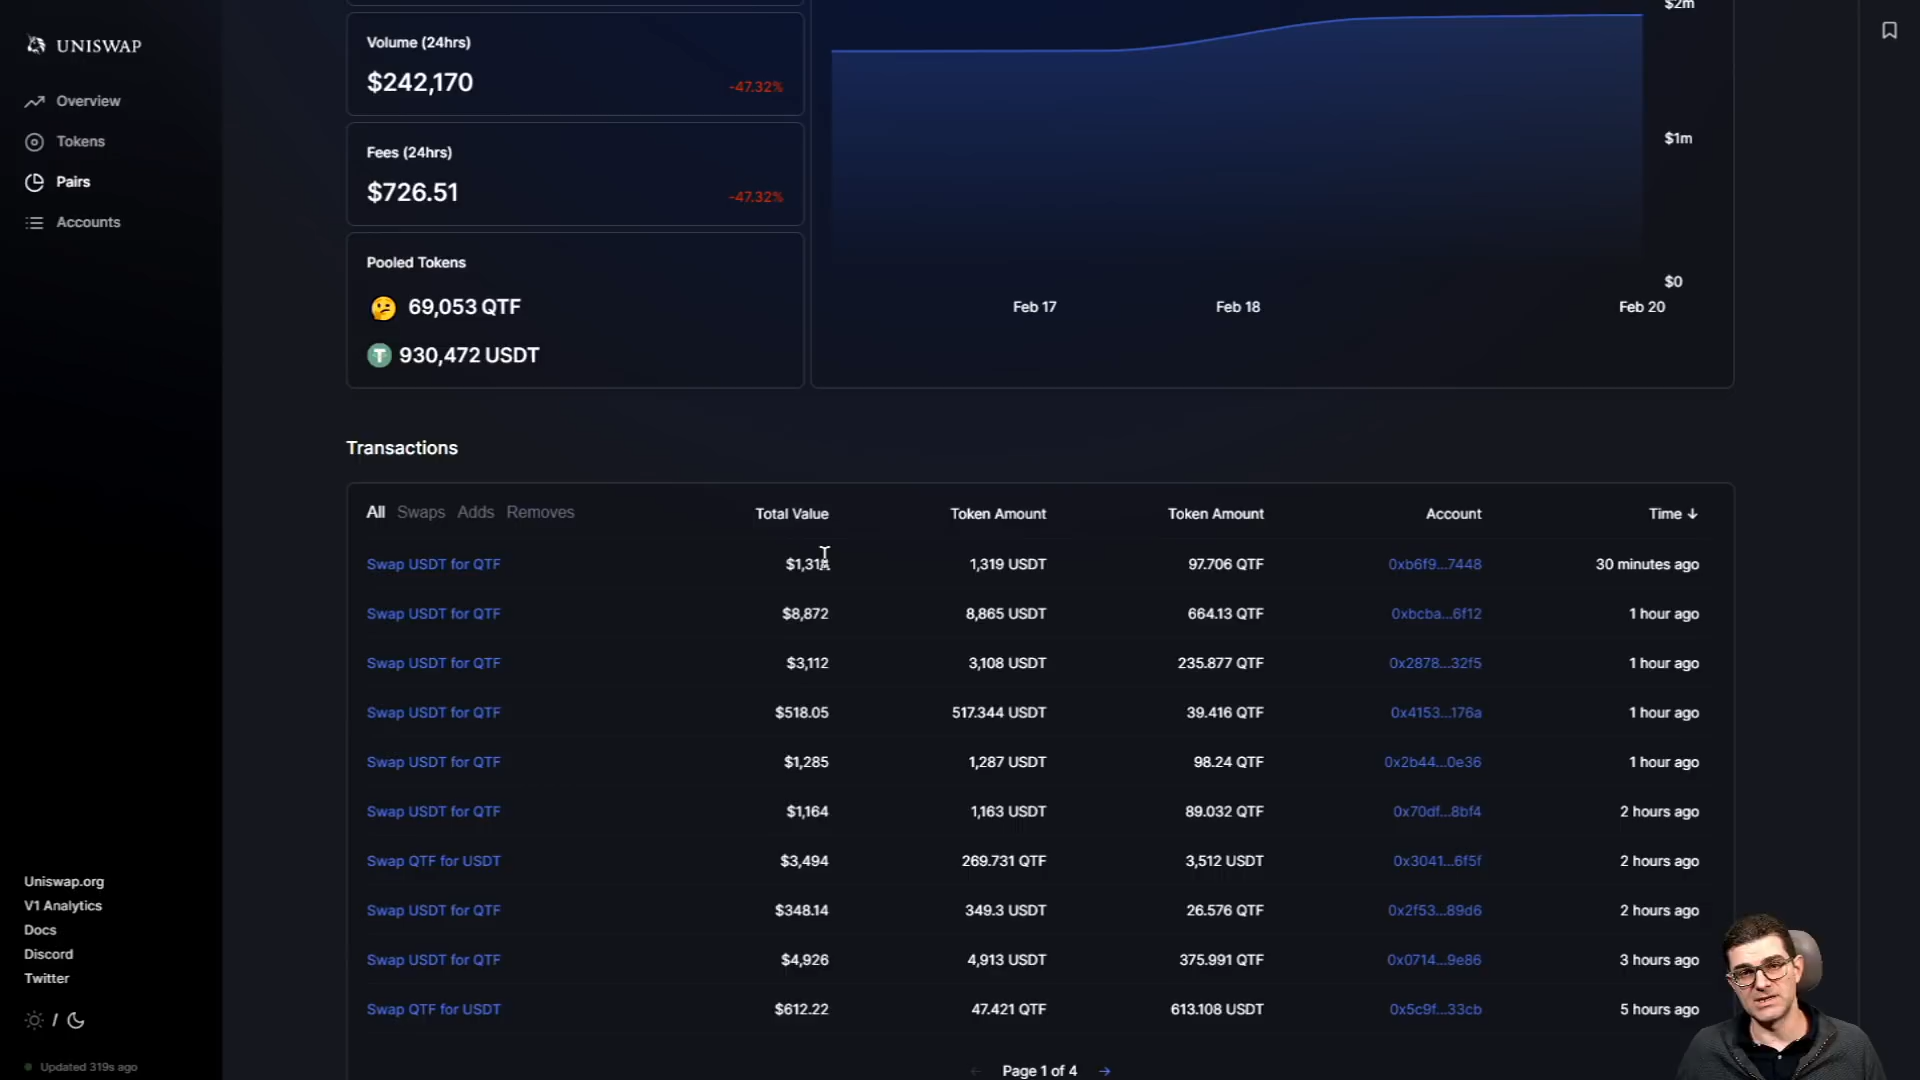 UNISWAP
Overview
Tokens
Pairs
Accounts
Volume (24hrs)
$242,170
-47.32%
Fees (24hrs)
$726.51
-47.32%
Pooled Tokens
69,053 QTF
930,472 USDT
$2m
$1m
$0
Feb 17 Feb 18 Feb 20
Transactions
All Swaps Adds Removes Total Value Token Amount Token Amount Account Time ↓
Swap USDT for QTF 1,319 USDT 97.706 QTF 0xb6f9...7448 30 minutes ago
Swap USDT for QTF $8,872 8,865 USDT 664.13 QTF 0xbcba...6f12 1 hour ago
Swap USDT for QTF $3,112 3,108 USDT 235.877 QTF 0x2878...32f5 1 hour ago
Swap USDT for QTF $518.05 517.344 USDT 39.416 QTF 0x4153...176a 1 hour ago
Swap USDT for QTF $1,285 1,287 USDT 98.24 QTF 0x2b44...0e36 1 hour ago
Swap USDT for QTF $1,164 1,163 USDT 89.032 QTF 0x70df...8bf4 2 hours ago
Swap QTF for USDT $3,494 269.731 QTF 3,512 USDT 0x3041...6f5f 2 hours ago
Swap USDT for QTF $348.14 349.3 USDT 26.576 QTF 0x2f53...89d6 2 hours ago
Swap USDT for QTF $4,926 4,913 USDT 375.991 QTF 0x0714...9e86 3 hours ago
Swap QTF for USDT $612.22 47.421 QTF 613.108 USDT 0x5c9f...33cb 5 hours ago
← Page 1 of 4 →
Uniswap.org
V1 Analytics
Docs
Discord
Twitter
/
Updated 319s ago